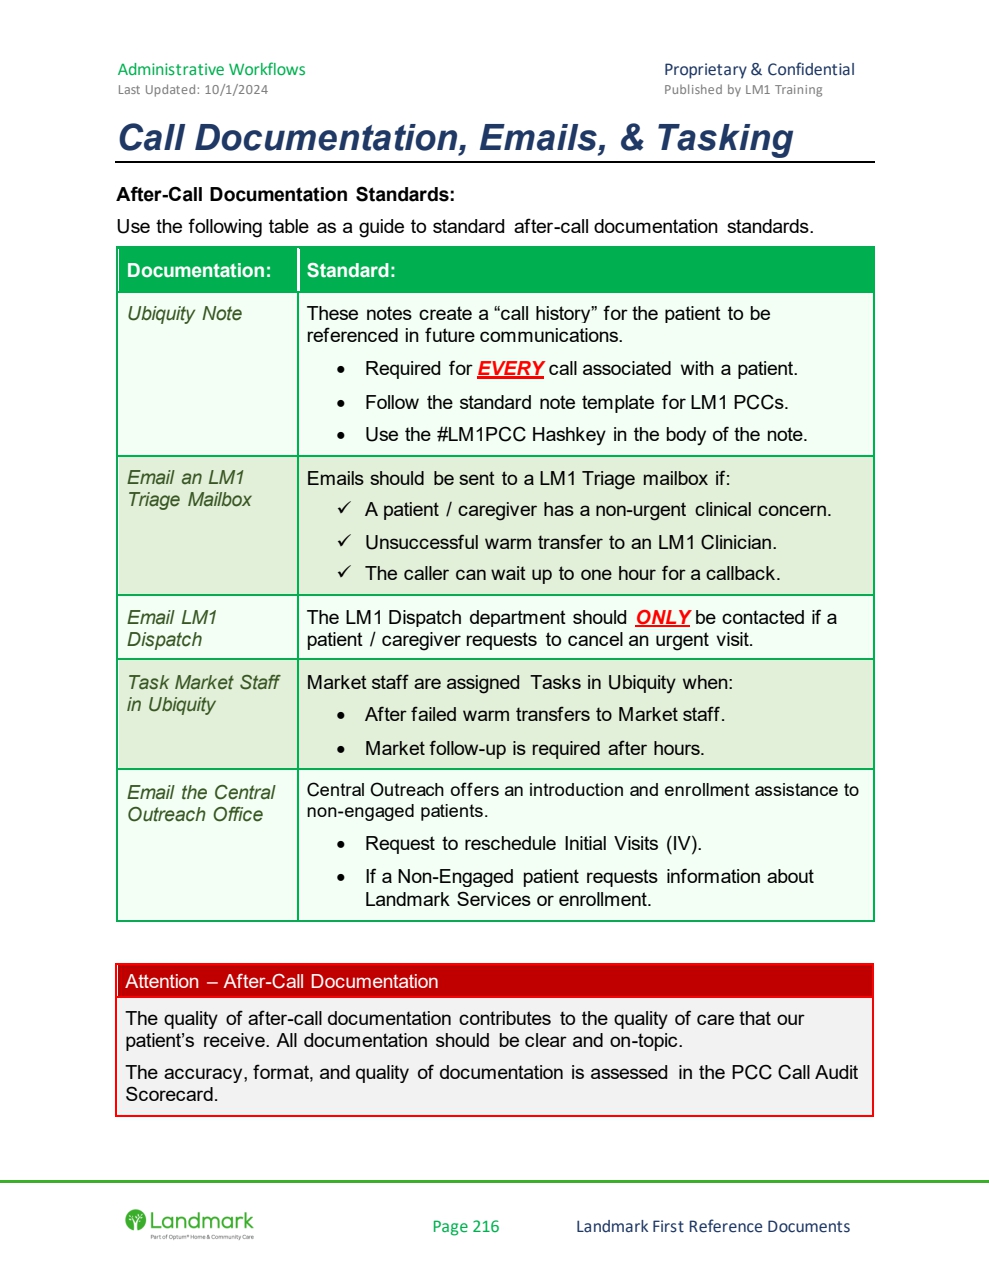 Administrative Workflows
Proprietary & Confidential
Last Updated: 10/1/2024
Published by LM1 Training
Call Documentation, Emails, & Tasking
After-Call Documentation Standards:
Use the following table as a guide to standard after-call documentation standards.
Documentation:
Standard:
Ubiquity Note
These notes create a “call history” for the patient to be
referenced in future communications.
• Required for EVERY call associated with a patient.
• Follow the standard note template for LM1 PCCs.
• Use the #LM1PCC Hashkey in the body of the note.
Email an LM1
Triage Mailbox
Emails should be sent to a LM1 Triage mailbox if:
✓ A patient / caregiver has a non-urgent clinical concern.
✓ Unsuccessful warm transfer to an LM1 Clinician.
✓ The caller can wait up to one hour for a callback.
Email LM1
Dispatch
The LM1 Dispatch department should ONLY be contacted if a
patient / caregiver requests to cancel an urgent visit.
Task Market Staff
in Ubiquity
Market staff are assigned Tasks in Ubiquity when:
• After failed warm transfers to Market staff.
• Market follow-up is required after hours.
Email the Central
Outreach Office
Central Outreach offers an introduction and enrollment assistance to
non-engaged patients.
• Request to reschedule Initial Visits (IV).
• If a Non-Engaged patient requests information about
Landmark Services or enrollment.
Attention – After-Call Documentation
The quality of after-call documentation contributes to the quality of care that our
patient’s receive. All documentation should be clear and on-topic.
The accuracy, format, and quality of documentation is assessed in the PCC Call Audit
Scorecard.
Landmark
Part of Optum® Home & Community Care
Page 216
Landmark First Reference Documents